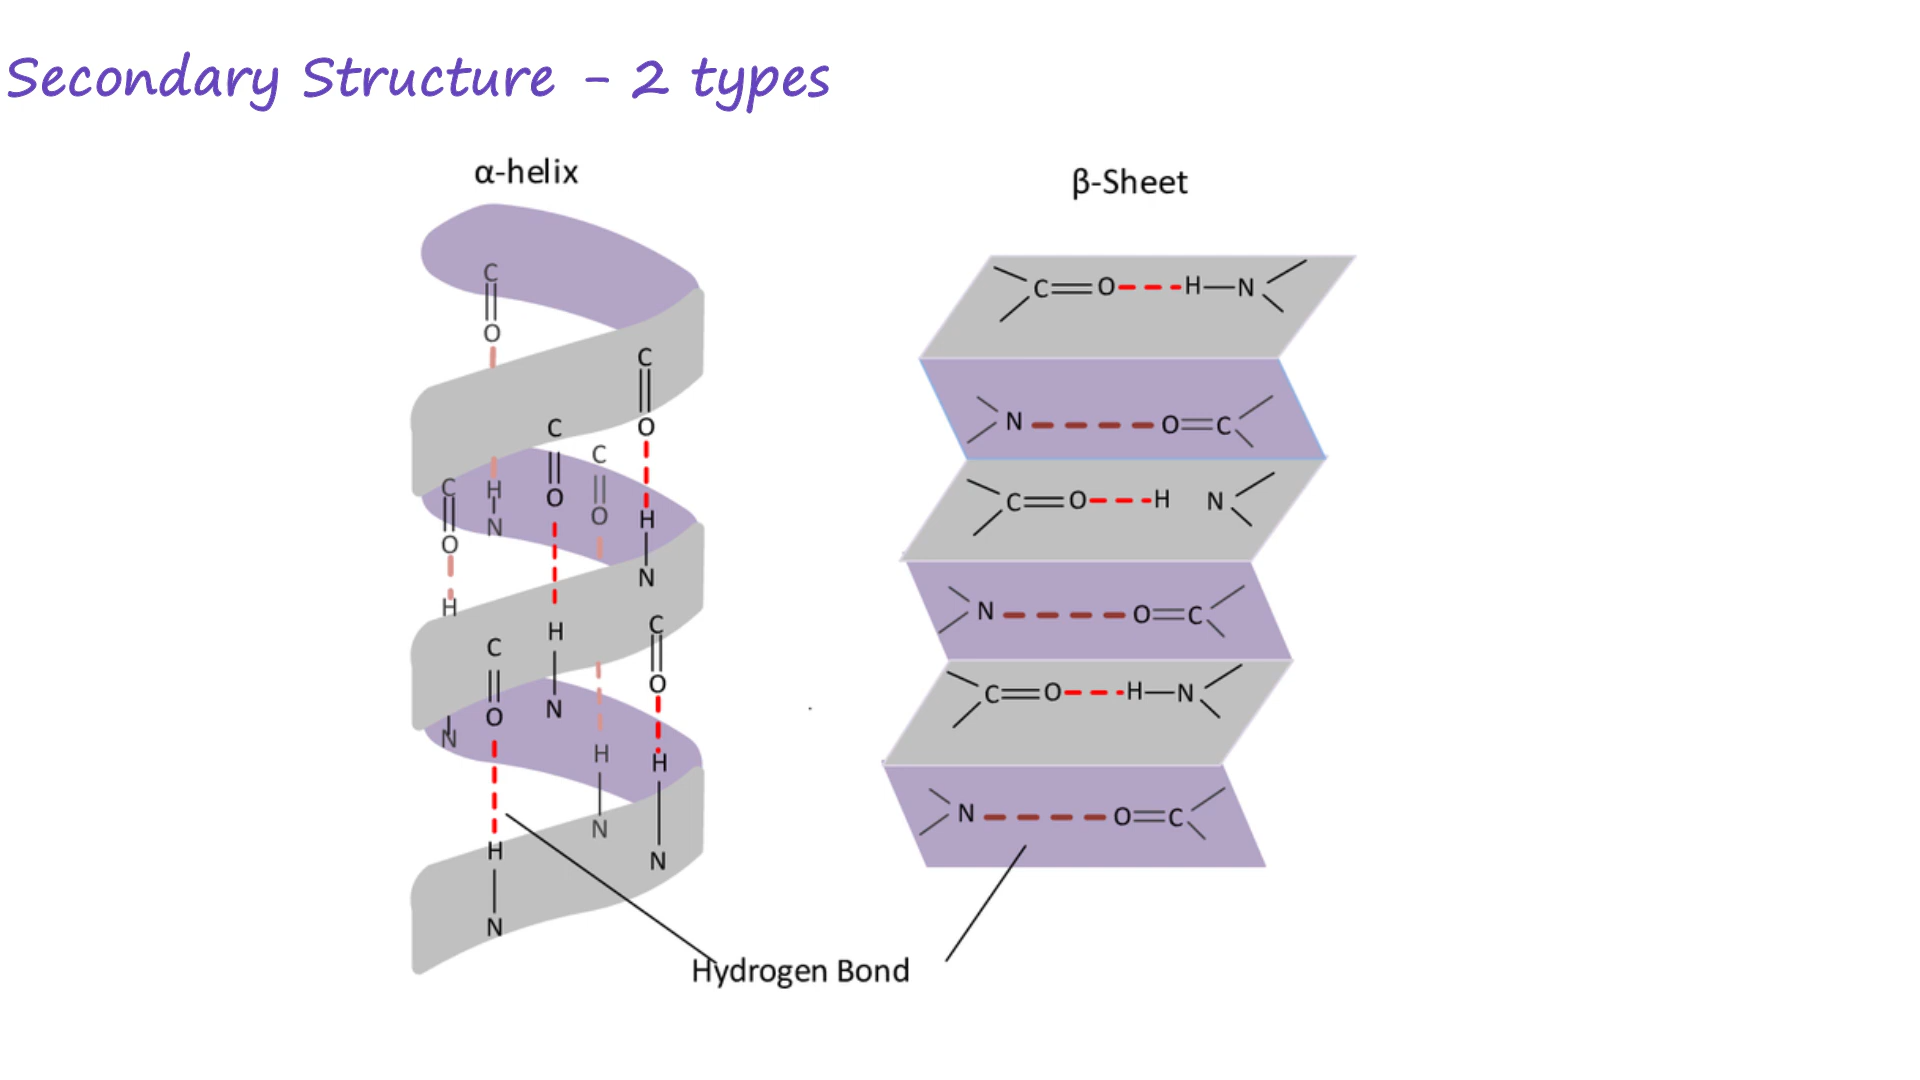 Secondary Structure - 2 types
α-helix
β-Sheet
C
O
C
O
C
O
C
O
C
O
H
N
H
N
H
H
N
C
O
C
O
N
H
N
H
N
H
N
H
N
C=O---H—N
N-----O=C
C=O---H N
N-----O=C
C=O---H—N
N-----O=C
Hydrogen Bond